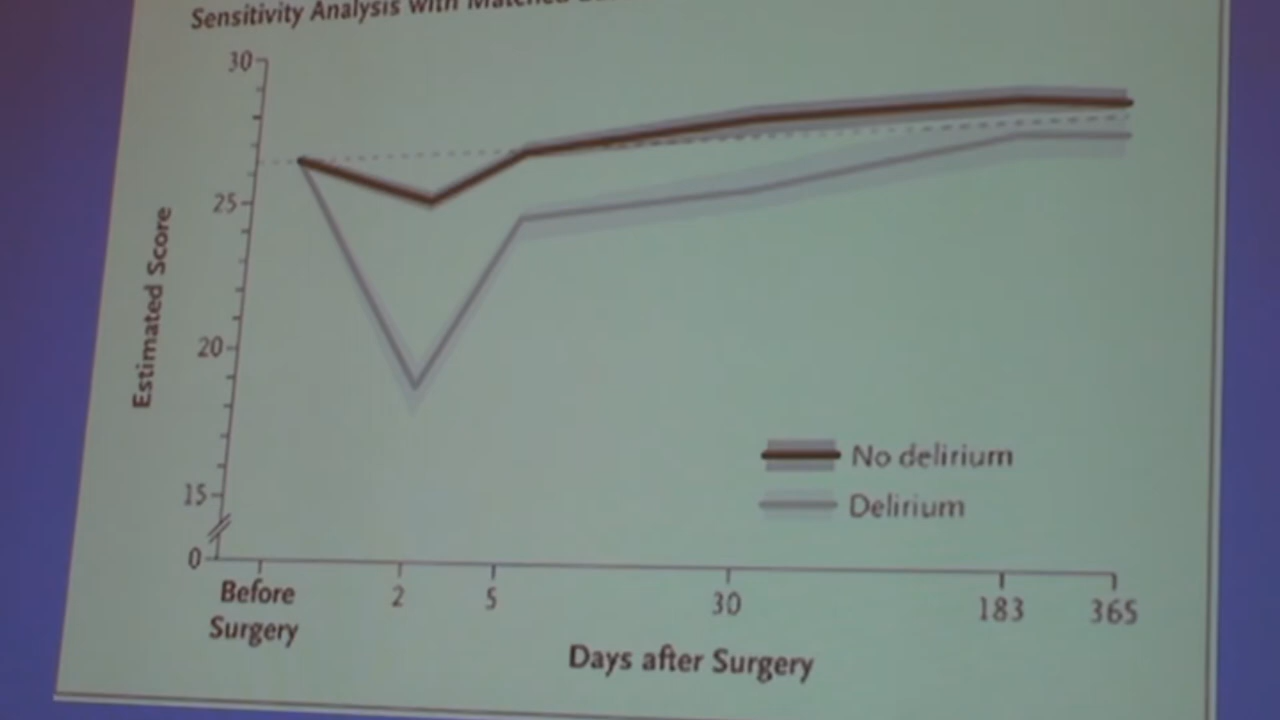 Sensitivity Analysis with Matched
30
25
20
15
0
Estimated Score
No delirium
Delirium
Before
Surgery
2
5
30
183
365
Days after Surgery